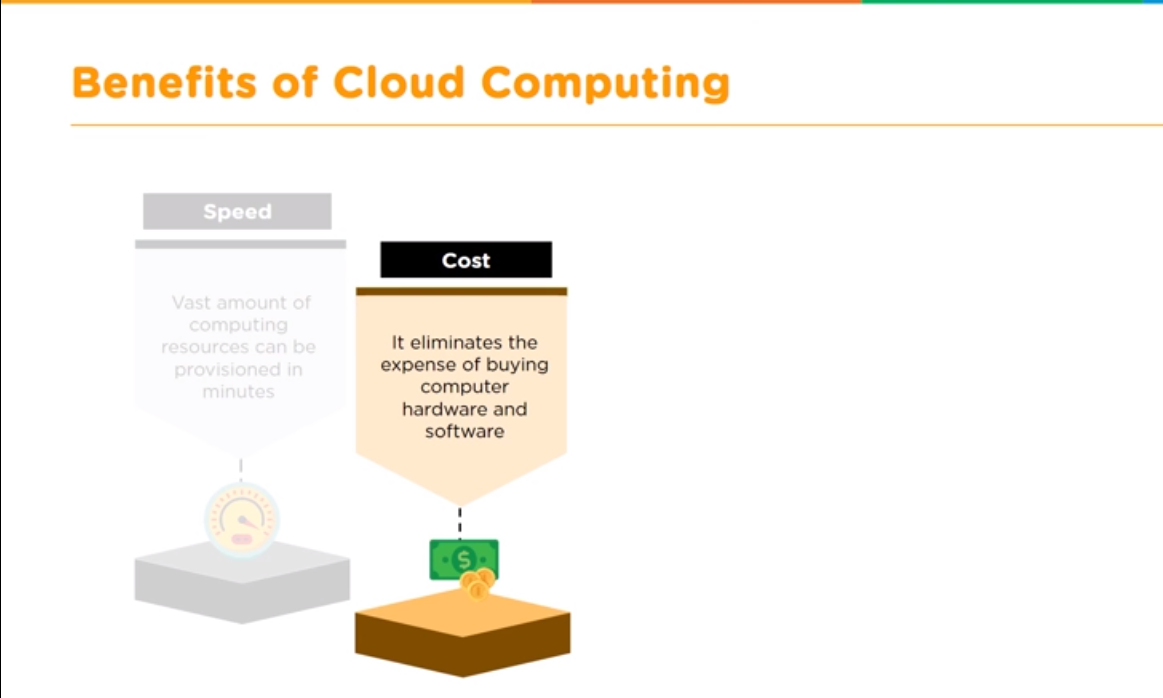 Benefits of Cloud Computing
Speed
Vast amount of
computing
resources can be
provisioned in
minutes
Cost
It eliminates the
expense of buying
computer
hardware and
software
$